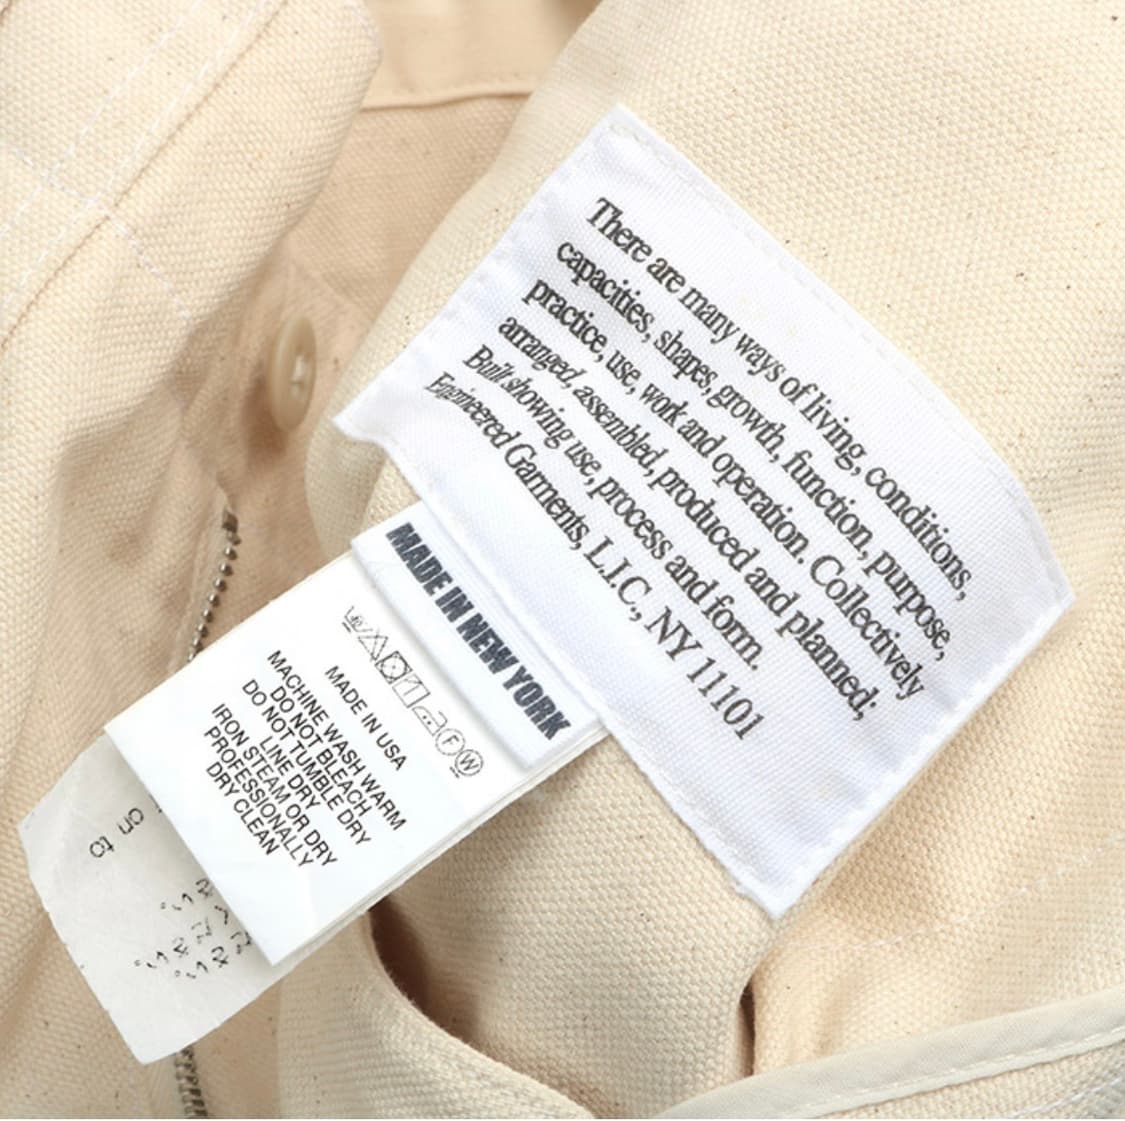 There are many ways of living, conditions,
capacities, shapes, growth, function, purpose,
practice, use, work and operation. Collectively
arranged, assembled, produced and planned;
Built showing use, process and form.
Engineered Garments, L.I.C., NY 11101
MADE IN NEW YORK
40
F W
MADE IN USA
MACHINE WASH WARM
DO NOT BLEACH
DO NOT TUMBLE DRY
LINE DRY
IRON STEAM OR DRY
PROFESSIONALLY
DRY CLEAN
on to